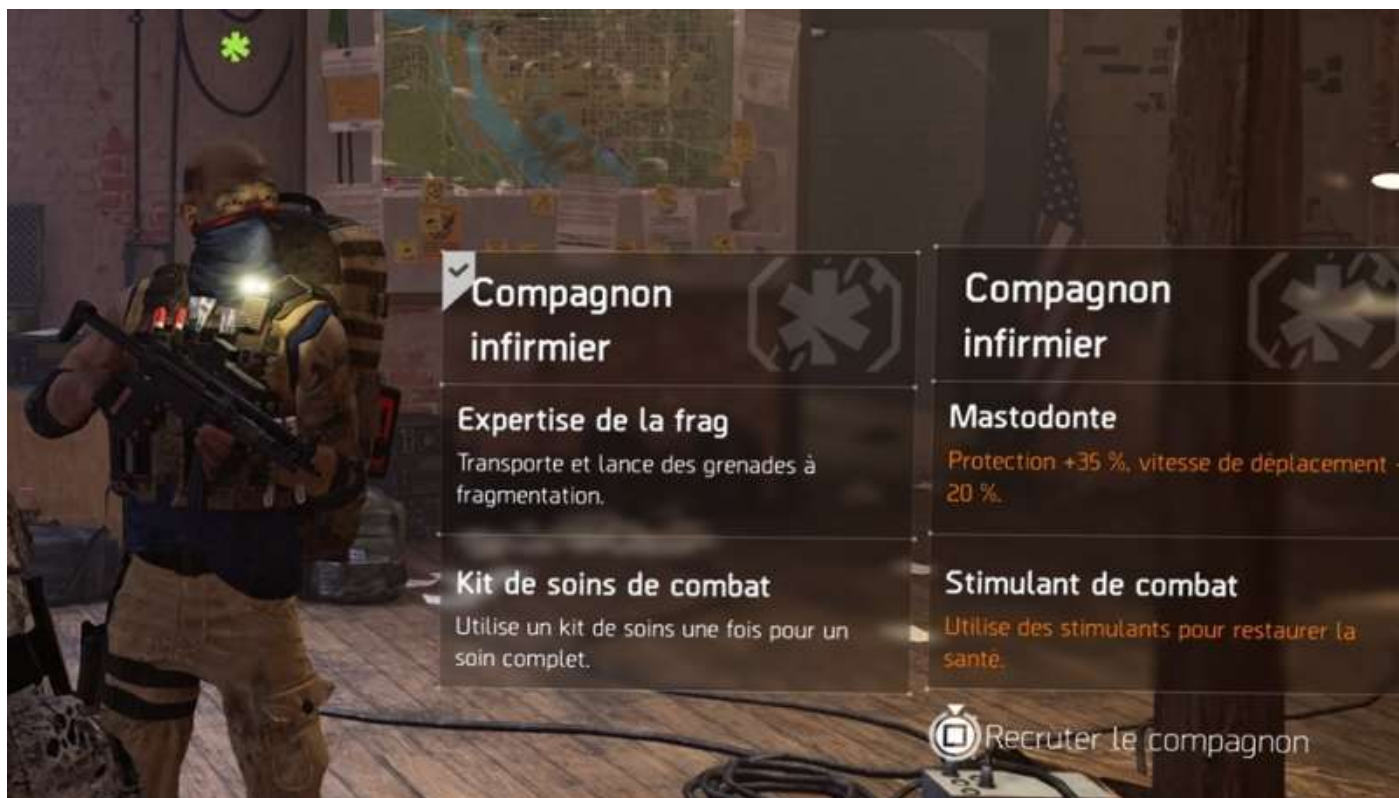 Compagnon
infirmier
Expertise de la frag
Transporte et lance des grenades à
fragmentation.
Kit de soins de combat
Utilise un kit de soins une fois pour un
soin complet.
Compagnon
infirmier
Mastodonte
Protection +35 %, vitesse de déplacement -
20 %.
Stimulant de combat
Utilise des stimulants pour restaurer la
santé.
Recruter le compagnon